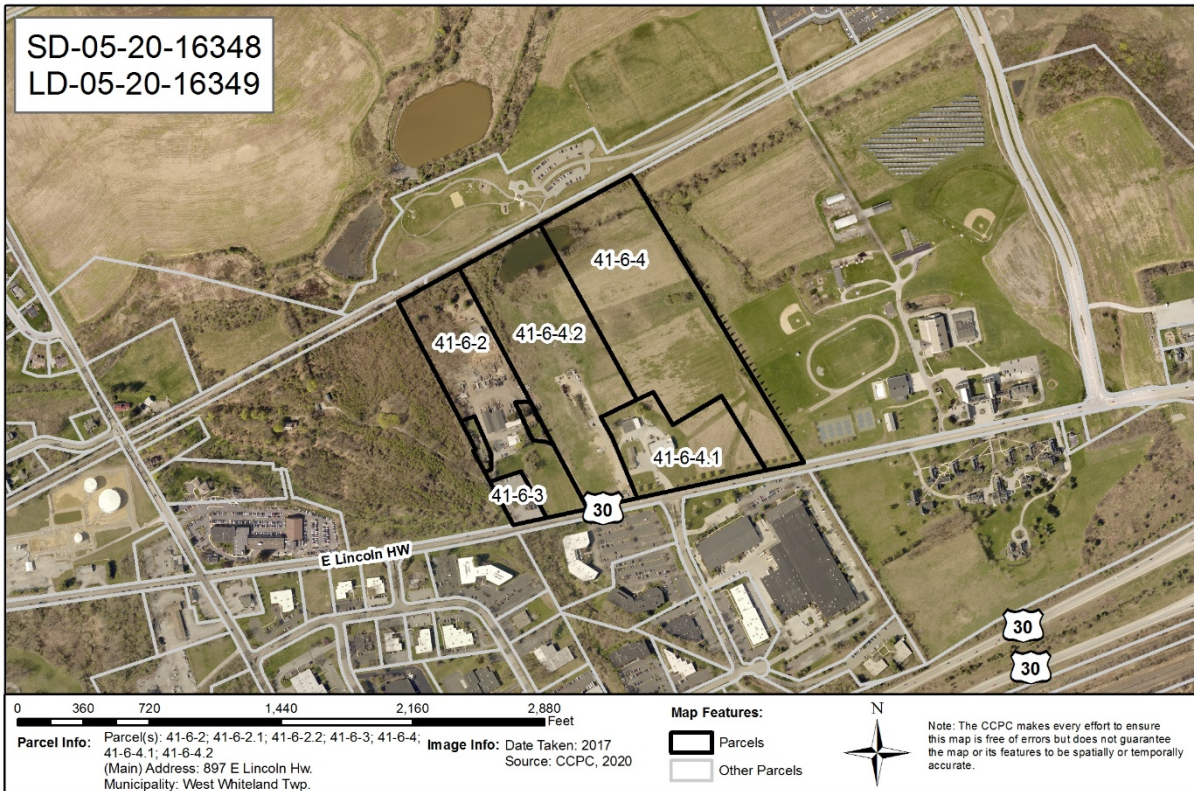 SD-05-20-16348
LD-05-20-16349
41-6-4
41-6-2
41-6-4.2
41-6-4.1
41-6-3
30
E Lincoln HW
30
30
0 360 720 1,440 2,160 2,880
Feet
Parcel Info: Parcel(s): 41-6-2; 41-6-2.1; 41-6-2.2; 41-6-3; 41-6-4;
41-6-4.1; 41-6-4.2
(Main) Address: 897 E Lincoln Hw.
Municipality: West Whiteland Twp.
Image Info: Date Taken: 2017
Source: CCPC, 2020
Map Features:
Parcels
Other Parcels
N
Note: The CCPC makes every effort to ensure
this map is free of errors but does not guarantee
the map or its features to be spatially or temporally
accurate.